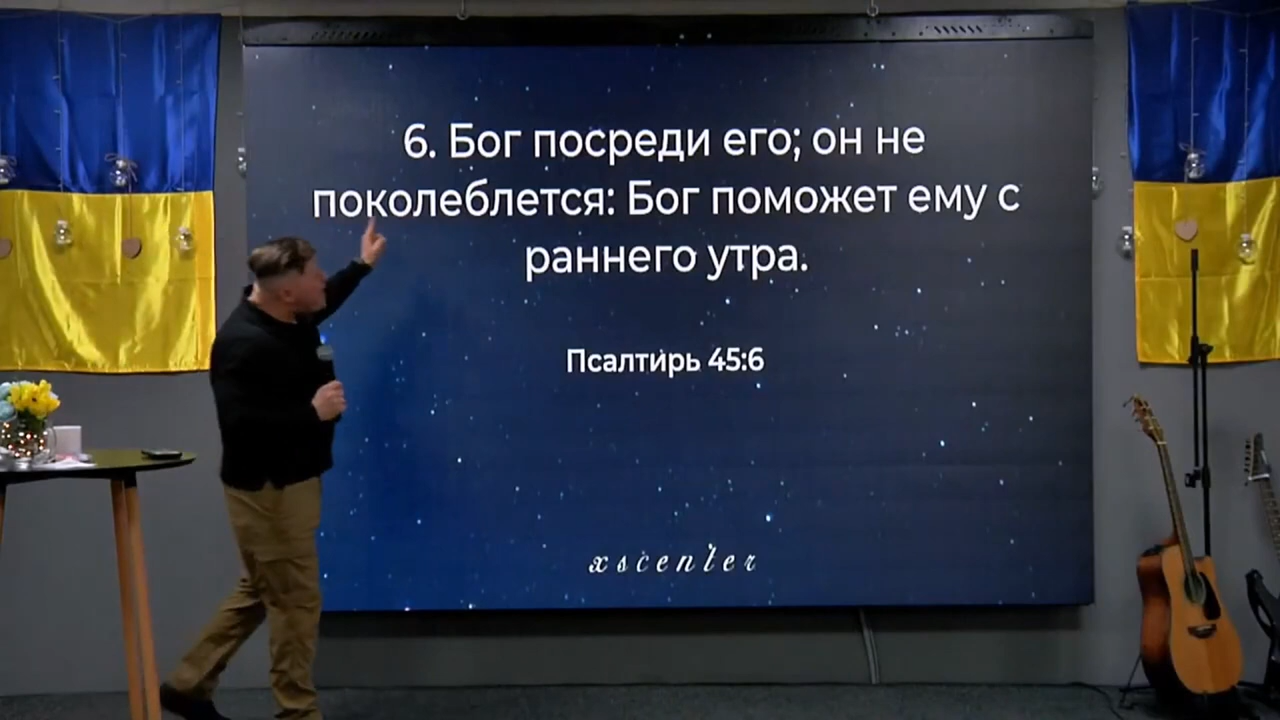 6. Бог посреди его; он не
поколеблется: Бог поможет ему с
раннего утра.
Псалтирь 45:6
xscenter